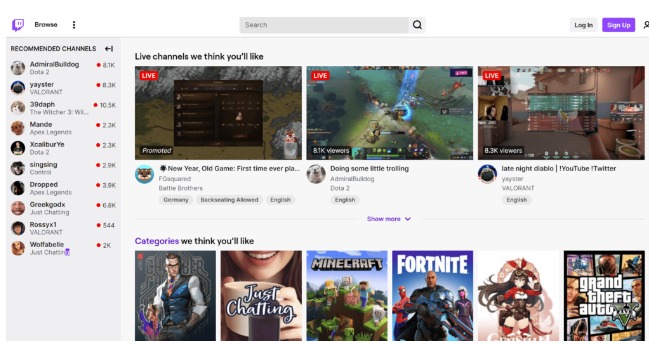 Browse
Search
Log In
Sign Up
RECOMMENDED CHANNELS
AdmiralBulldog 8.1K
Dota 2
yayster 8.3K
VALORANT
39daph 10.5K
The Witcher 3: Wil...
Mande 2.3K
Apex Legends
XcaliburYe 2.3K
Dota 2
singsing 2.9K
Control
Dropped 3.9K
Apex Legends
Greekgodx 6.8K
Just Chatting
Rossyx1 544
VALORANT
Wolfabelle 2K
Just Chatting
Live channels we think you'll like
LIVE
Promoted
New Year, Old Game: First time ever pla...
FGsquared
Battle Brothers
Germany Backseating Allowed English
LIVE
8.1K viewers
Doing some little trolling
AdmiralBulldog
Dota 2
English
LIVE
8.3K viewers
late night diablo | !YouTube !Twitter
yayster
VALORANT
English
Show more
Categories we think you'll like
Just
Chatting
MINECRAFT
FORTNITE
grand
theft
auto
V